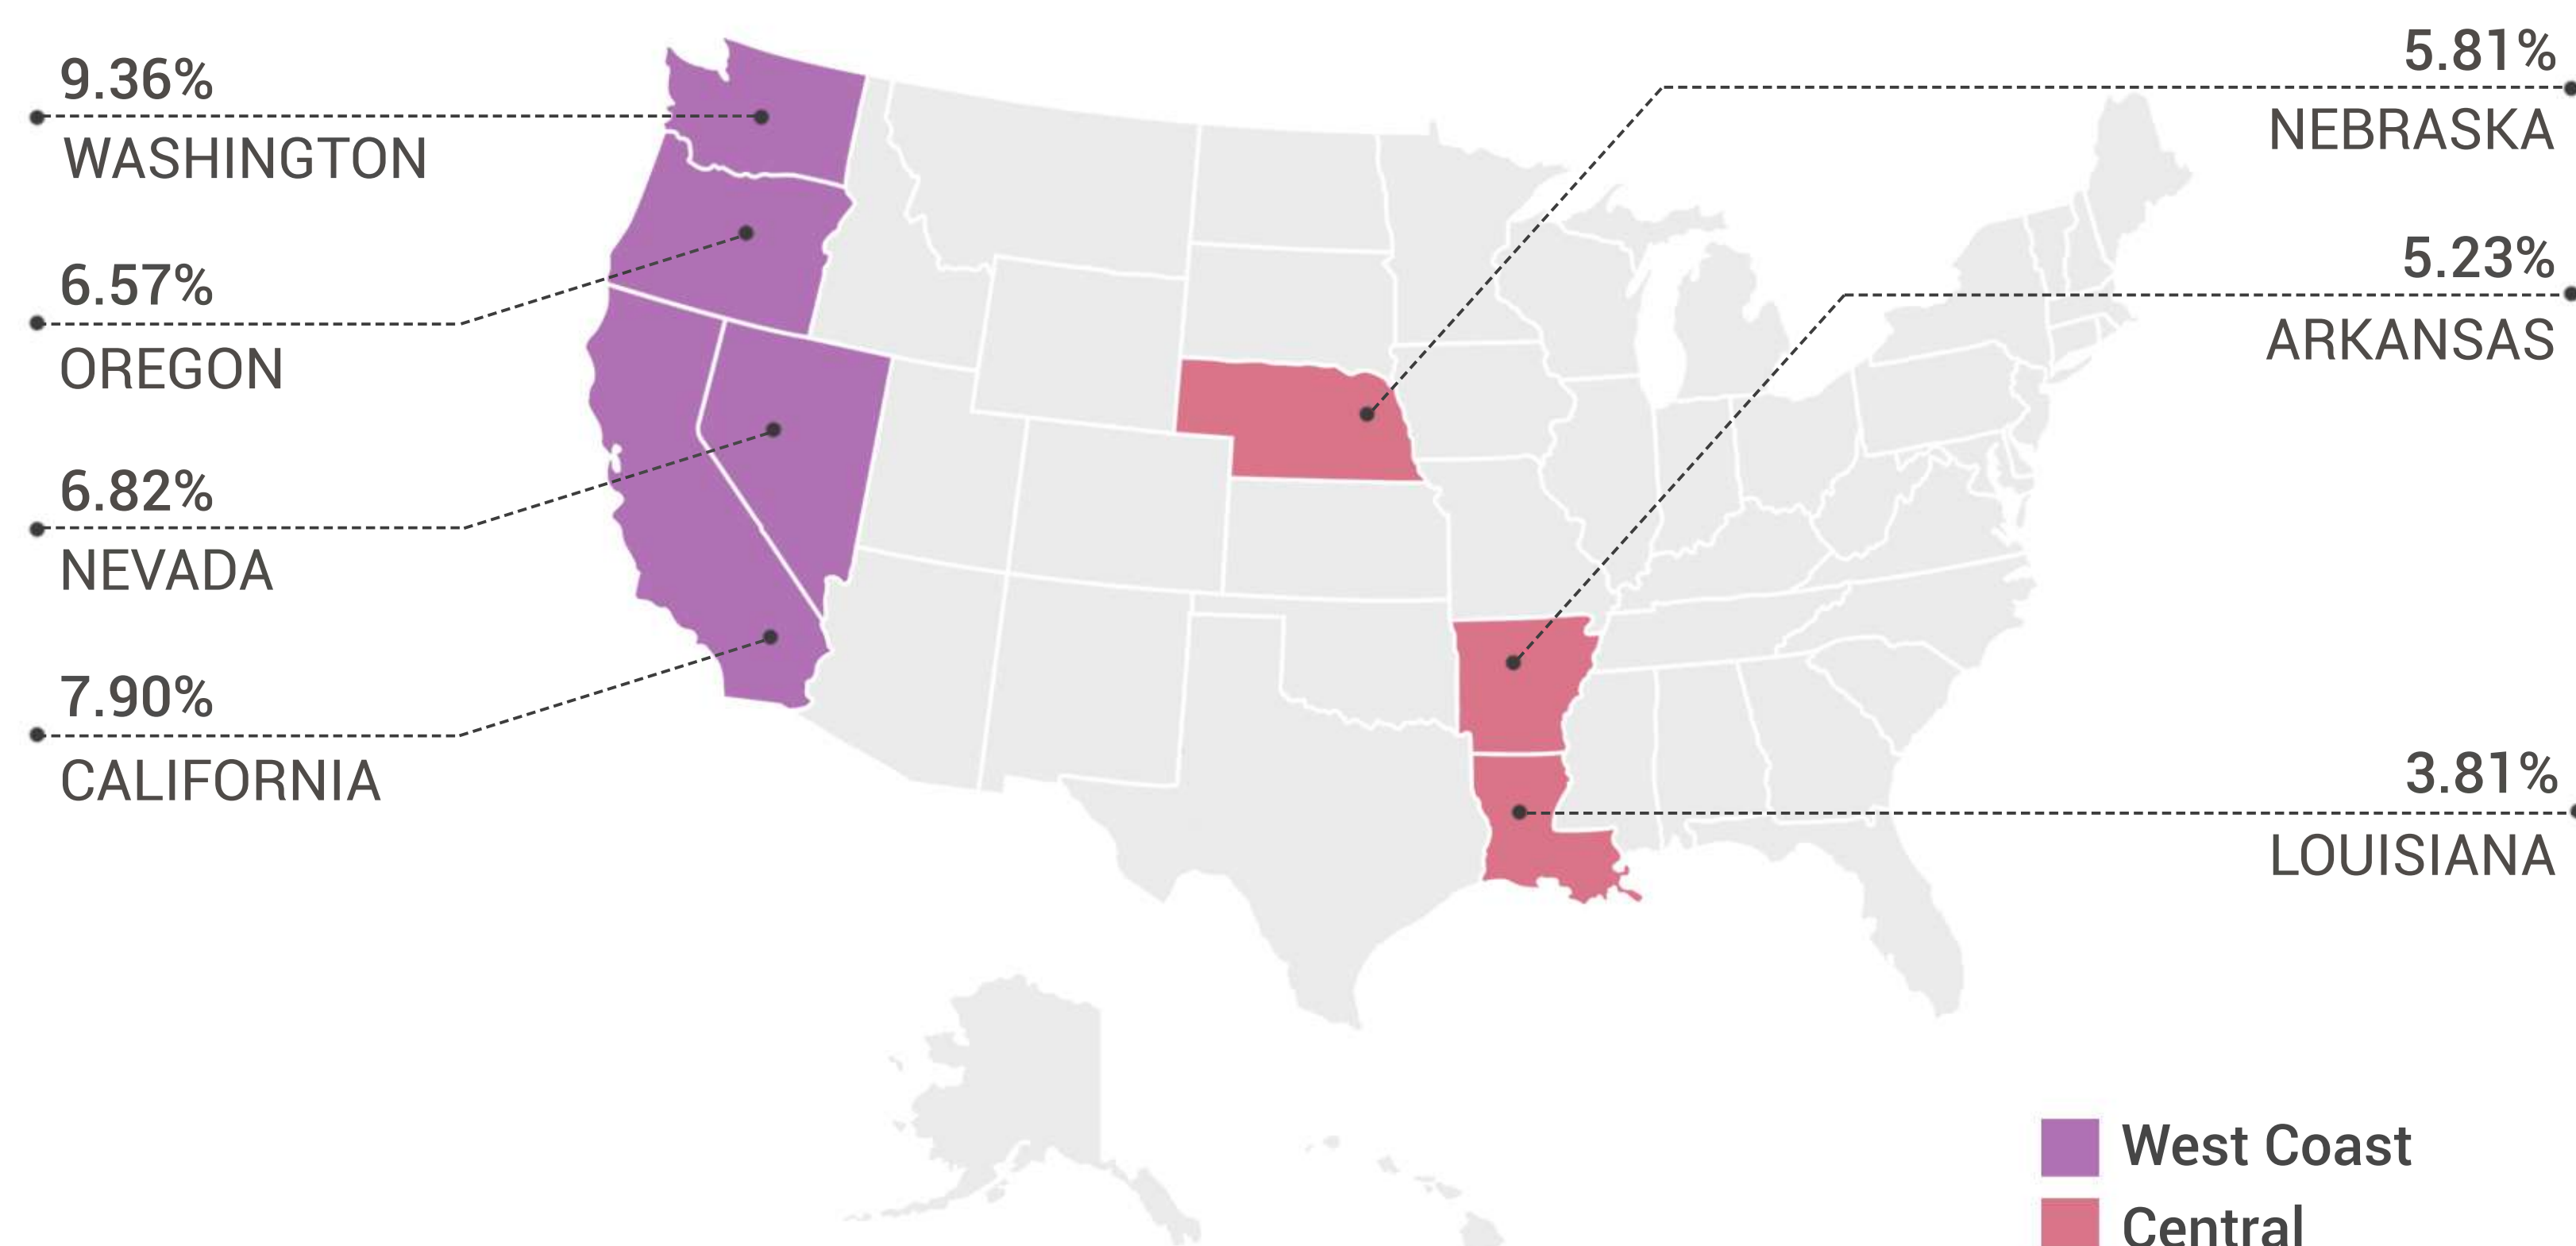 9.36%
WASHINGTON
6.57%
OREGON
6.82%
NEVADA
7.90%
CALIFORNIA
5.81%
NEBRASKA
5.23%
ARKANSAS
3.81%
LOUISIANA
West Coast
Central